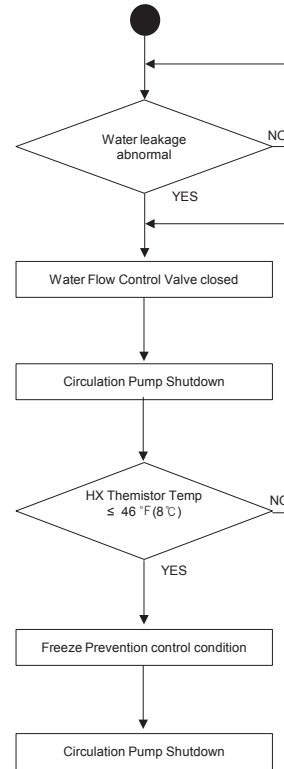 Water leakage
abnormal
NO
YES
Water Flow Control Valve closed
Circulation Pump Shutdown
HX Themistor Temp
≤ 46 °F(8℃)
NO
YES
Freeze Prevention control condition
Circulation Pump Shutdown